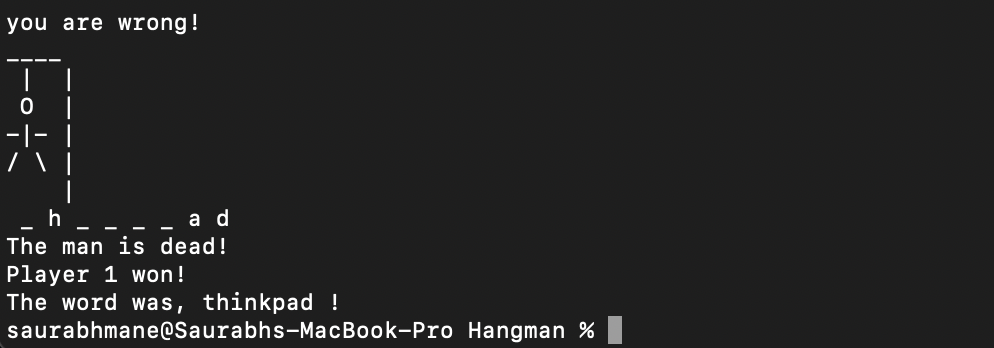 you are wrong!
____
 |  |
 O  |
-|- |
/ \ |
    |
 _ h _ _ _ _ a d
The man is dead!
Player 1 won!
The word was, thinkpad !
saurabhmane@Saurabhs-MacBook-Pro Hangman %